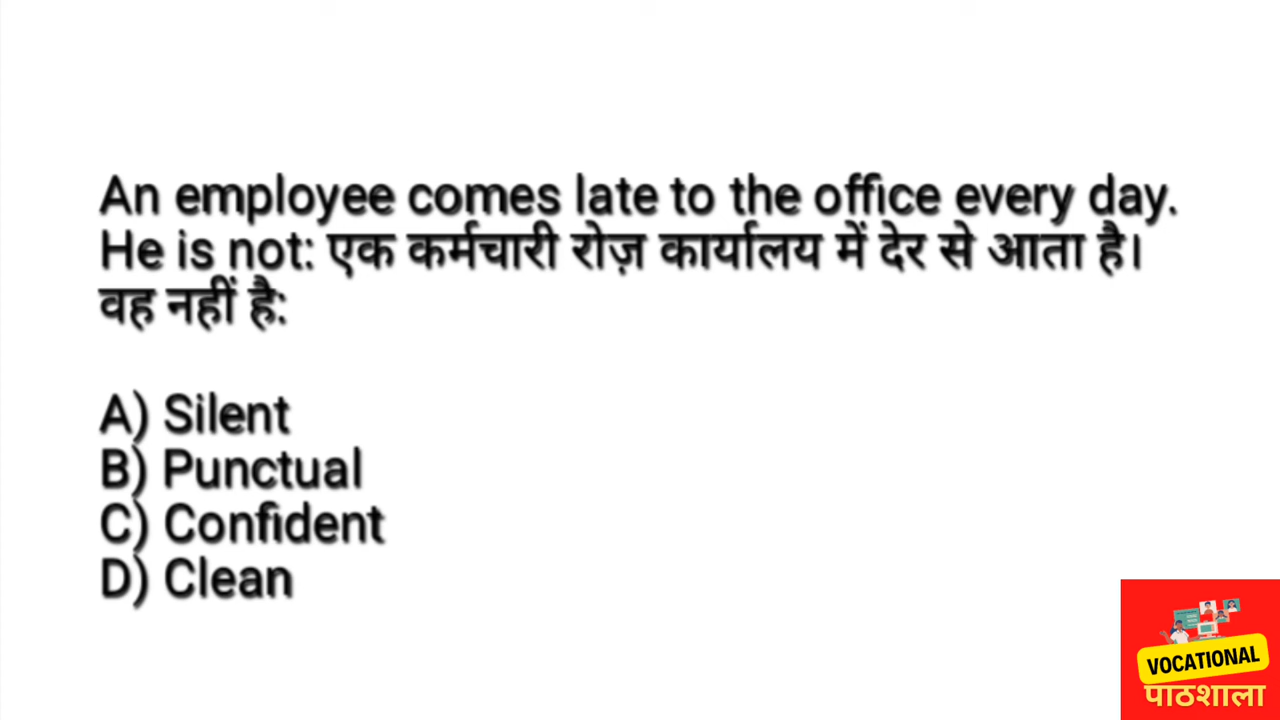 An employee comes late to the office every day.
He is not: एक कर्मचारी रोज़ कार्यालय में देर से आता है।
वह नहीं है:
A) Silent
B) Punctual
C) Confident
D) Clean
VOCATIONAL
पाठशाला